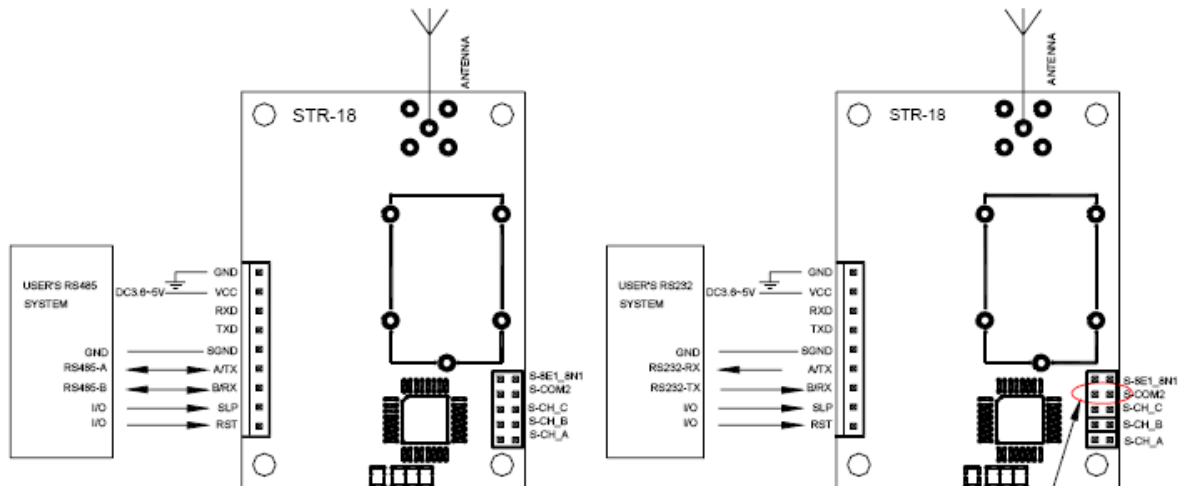 ANTENNA
STR-18
USER'S RS485
SYSTEM
DC3.6~5V
GND
VCC
RXD
TXD
GND
SGND
RS485-A
A/TX
RS485-B
B/RX
I/O
SLP
I/O
RST
S-8E1_8N1
S-COM2
S-CH_C
S-CH_B
S-CH_A
ANTENNA
STR-18
USER'S RS232
SYSTEM
DC3.6~5V
GND
VCC
RXD
TXD
GND
SGND
RS232-RX
A/TX
RS232-TX
B/RX
I/O
SLP
I/O
RST
S-8E1_8N1
S-COM2
S-CH_C
S-CH_B
S-CH_A